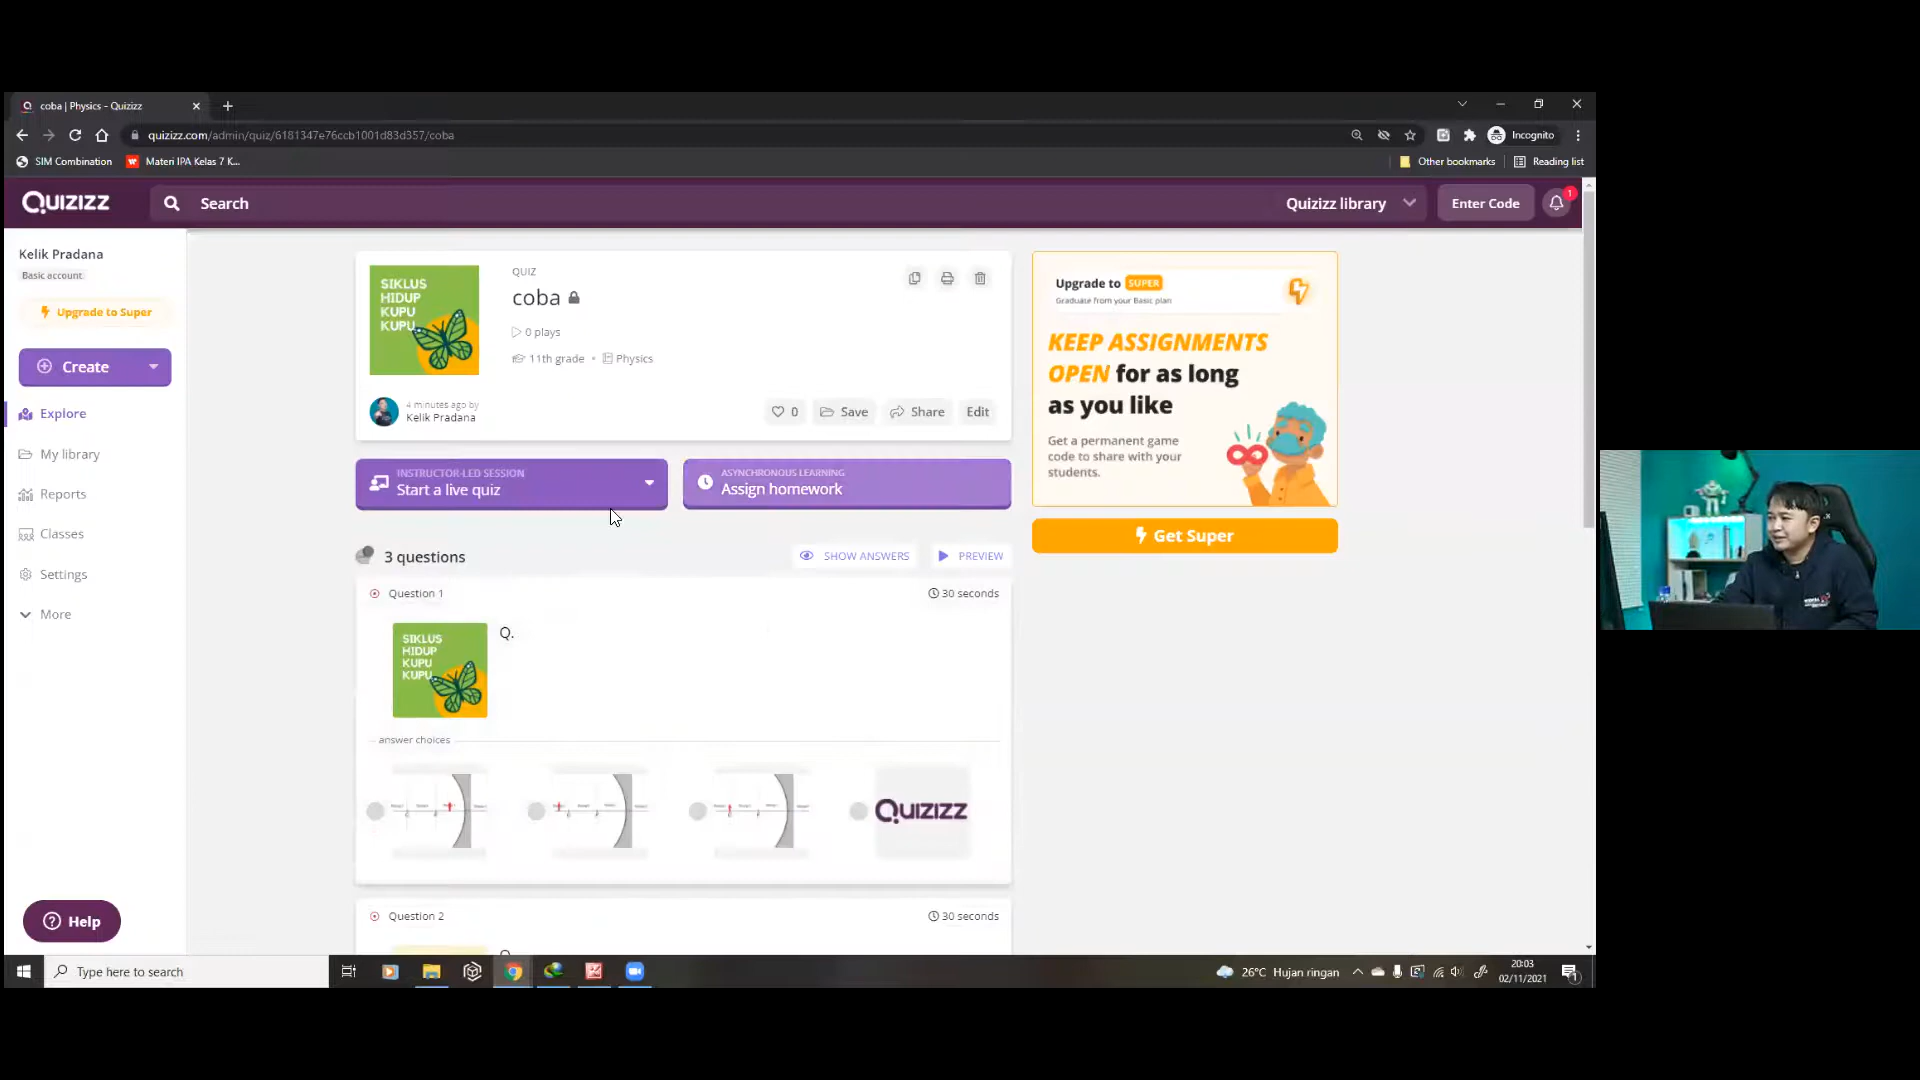 coba | Physics - Quizizz
quizizz.com/admin/quiz/6181347e76ccb1001d83d357/coba
Incognito
SIM Combination
Materi IPA Kelas 7 K...
Other bookmarks
Reading list
QUIZIZZ
Search
Quizizz library
Enter Code
1
Kelik Pradana
Basic account
Upgrade to Super
Create
Explore
My library
Reports
Classes
Settings
More
Help
SIKLUS
HIDUP
KUPU
KUPU
QUIZ
coba
0 plays
11th grade • Physics
4 minutes ago by
Kelik Pradana
0
Save
Share
Edit
INSTRUCTOR-LED SESSION
Start a live quiz
ASYNCHRONOUS LEARNING
Assign homework
3 questions
SHOW ANSWERS
PREVIEW
Question 1
30 seconds
SIKLUS
HIDUP
KUPU
KUPU
Q.
answer choices
QUIZIZZ
Question 2
30 seconds
Upgrade to SUPER
Graduate from your Basic plan
KEEP ASSIGNMENTS
OPEN for as long
as you like
Get a permanent game
code to share with your
students.
Get Super
Type here to search
26°C Hujan ringan
20:03
02/11/2021
1